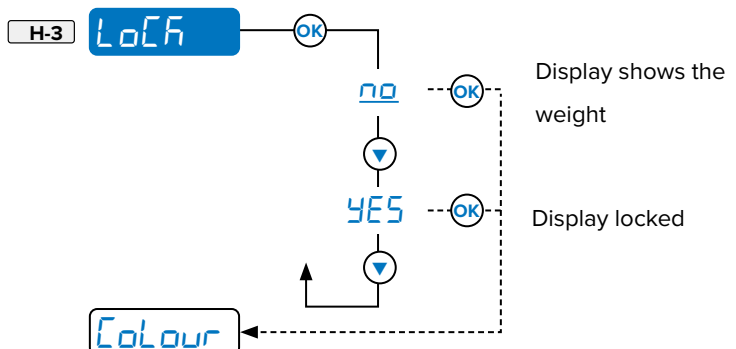 H-3 LoCK OK
no OK Display shows the
weight
YES OK Display locked
CoLour